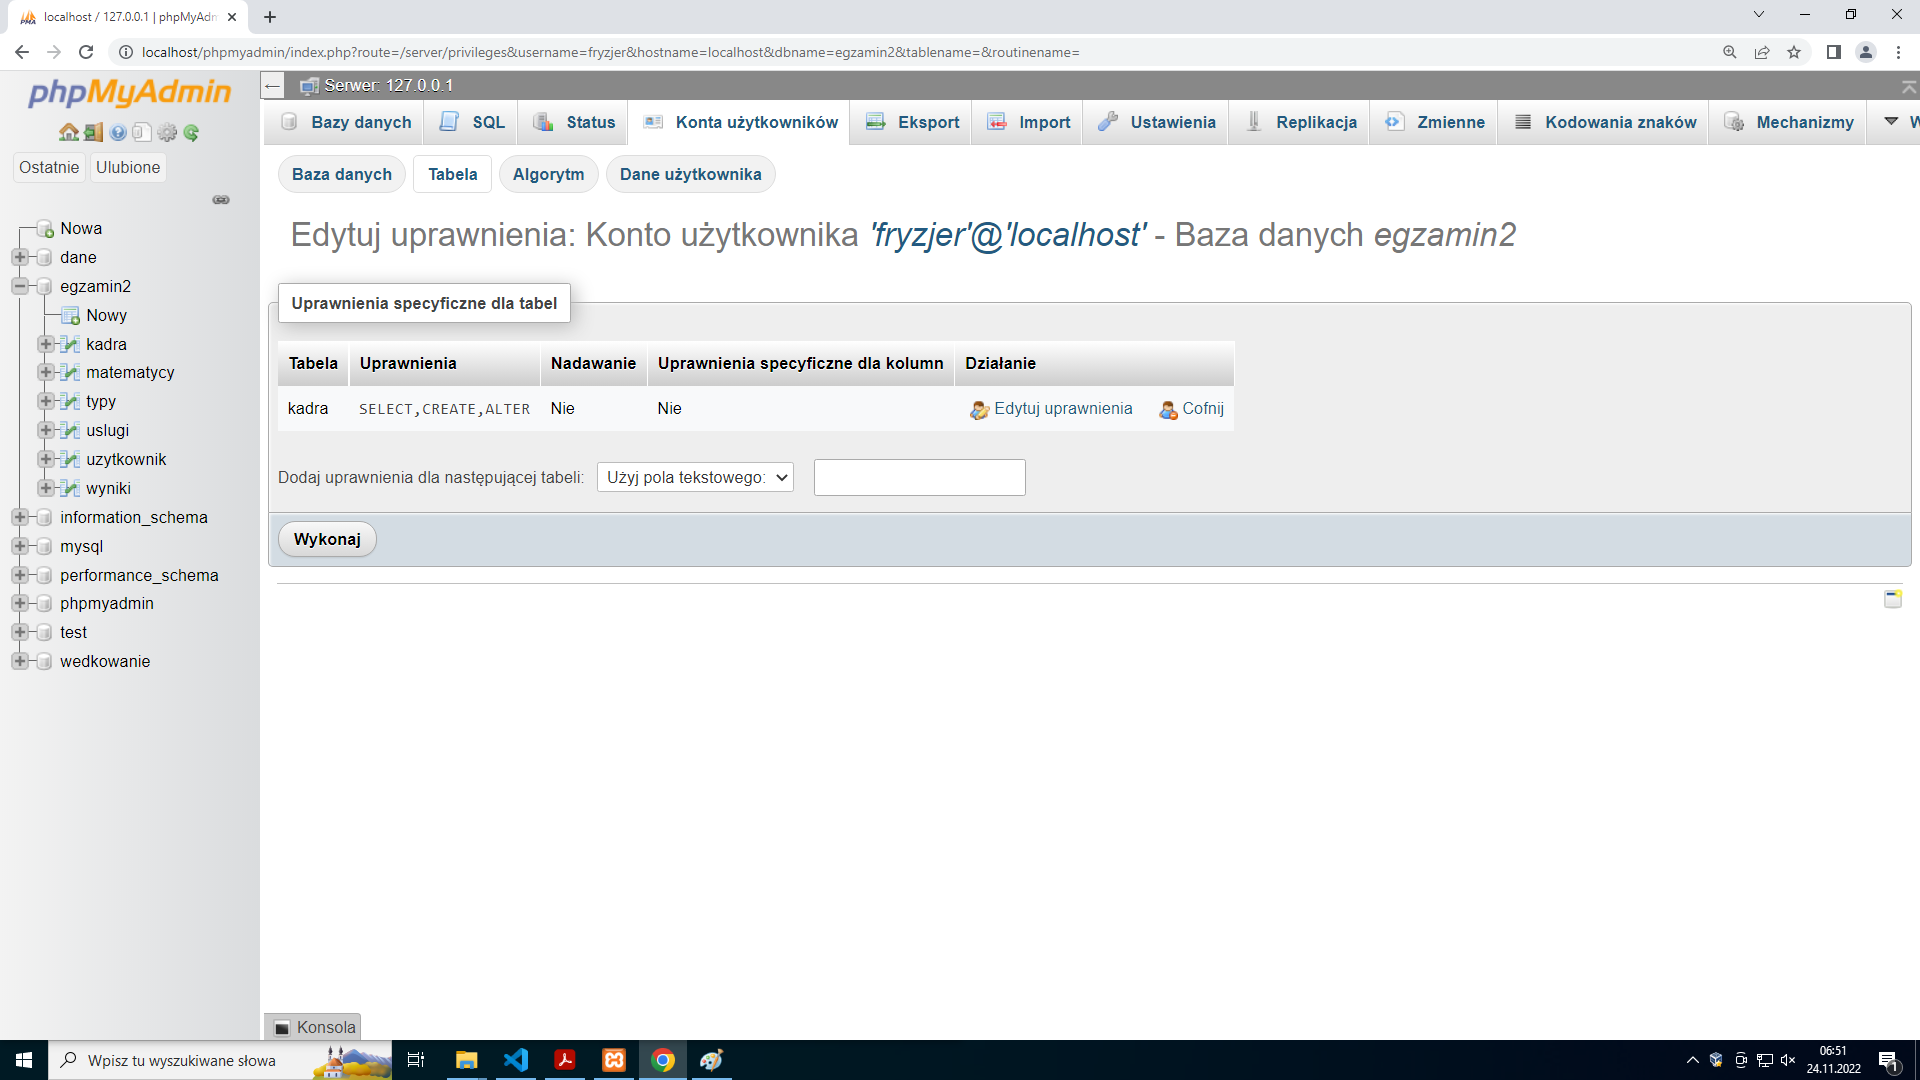 localhost / 127.0.0.1 | phpMyAdm
localhost/phpmyadmin/index.php?route=/server/privileges&username=fryzjer&hostname=localhost&dbname=egzamin2&tablename=&routinename=
phpMyAdmin
Ostatnie Ulubione
Nowa
dane
egzamin2
Nowy
kadra
matematycy
typy
uslugi
uzytkownik
wyniki
information_schema
mysql
performance_schema
phpmyadmin
test
wedkowanie
Serwer: 127.0.0.1
Bazy danych SQL Status Konta użytkowników Eksport Import Ustawienia Replikacja Zmienne Kodowania znaków Mechanizmy W
Baza danych Tabela Algorytm Dane użytkownika
Edytuj uprawnienia: Konto użytkownika 'fryzjer'@'localhost' - Baza danych egzamin2
Uprawnienia specyficzne dla tabel
Tabela Uprawnienia Nadawanie Uprawnienia specyficzne dla kolumn Działanie
kadra SELECT,CREATE,ALTER Nie Nie Edytuj uprawnienia Cofnij
Dodaj uprawnienia dla następującej tabeli: Użyj pola tekstowego:
Wykonaj
Konsola
Wpisz tu wyszukiwane słowa
06:51
24.11.2022
1